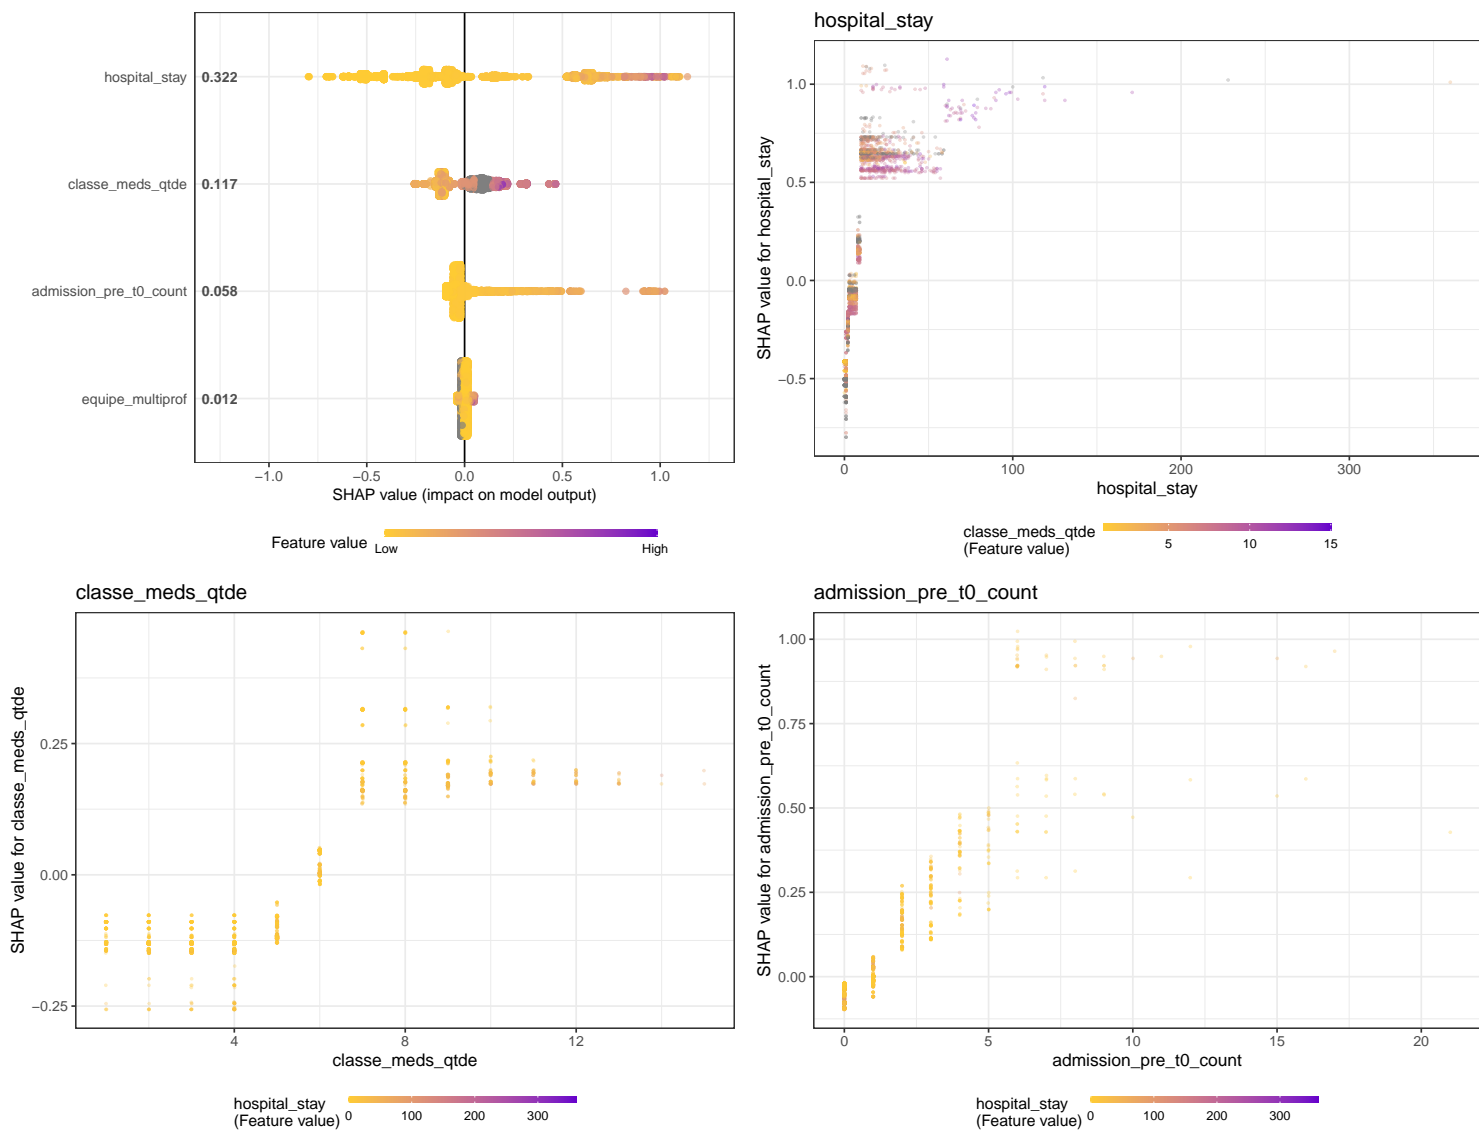 hospital_stay
0.322
classe_meds_qtde
0.117
admission_pre_t0_count
0.058
equipe_multiprof
0.012
−1.0 −0.5 0.0 0.5 1.0
SHAP value (impact on model output)
Feature value
Low High
hospital_stay
SHAP value for hospital_stay
1.0
0.5
0.0
−0.5
0 100 200 300
hospital_stay
classe_meds_qtde
(Feature value)
5 10 15
classe_meds_qtde
SHAP value for classe_meds_qtde
0.25
0.00
−0.25
4 8 12
classe_meds_qtde
hospital_stay
(Feature value)
0 100 200 300
admission_pre_t0_count
SHAP value for admission_pre_t0_count
1.00
0.75
0.50
0.25
0.00
0 5 10 15 20
admission_pre_t0_count
hospital_stay
(Feature value)
0 100 200 300